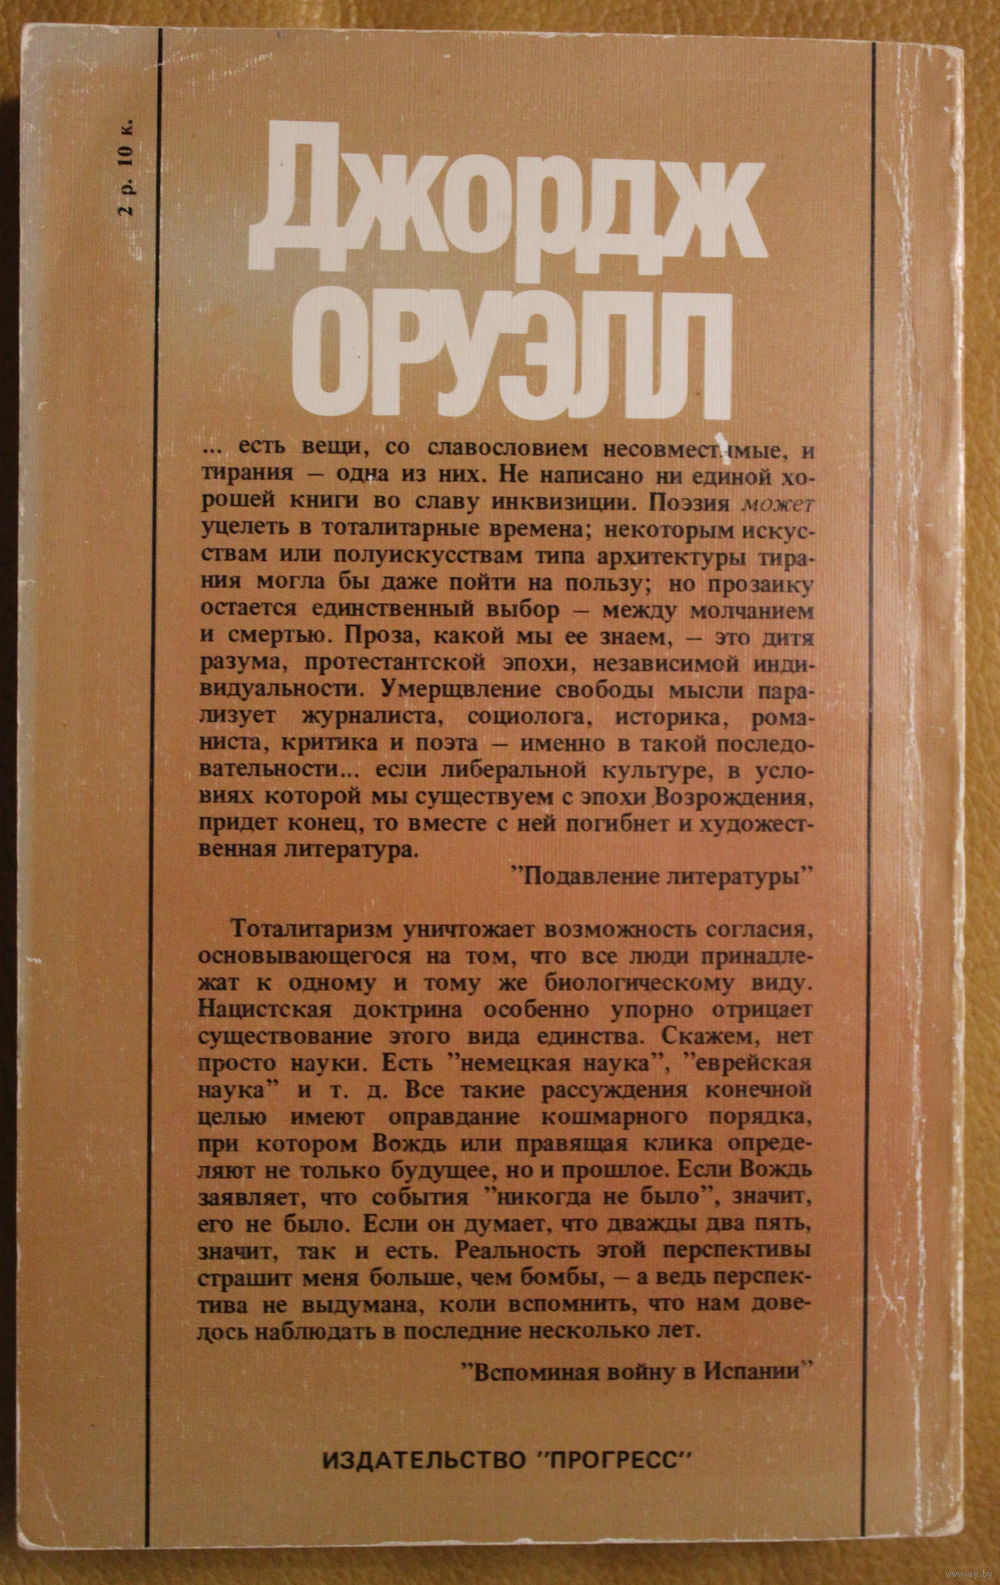 2 р. 10 к.
Джордж
ОРУЭЛЛ
... есть вещи, со славословием несовместимые, и
тирания — одна из них. Не написано ни единой хо-
рошей книги во славу инквизиции. Поэзия может
уцелеть в тоталитарные времена; некоторым искус-
ствам или полуискусствам типа архитектуры тира-
ния могла бы даже пойти на пользу; но прозаику
остается единственный выбор — между молчанием
и смертью. Проза, какой мы ее знаем, — это дитя
разума, протестантской эпохи, независимой инди-
видуальности. Умерщвление свободы мысли пара-
лизует журналиста, социолога, историка, рома-
ниста, критика и поэта — именно в такой последо-
вательности... если либеральной культуре, в усло-
виях которой мы существуем с эпохи Возрождения,
придет конец, то вместе с ней погибнет и художест-
венная литература.
"Подавление литературы"
Тоталитаризм уничтожает возможность согласия,
основывающегося на том, что все люди принадле-
жат к одному и тому же биологическому виду.
Нацистская доктрина особенно упорно отрицает
существование этого вида единства. Скажем, нет
просто науки. Есть "немецкая наука", "еврейская
наука" и т. д. Все такие рассуждения конечной
целью имеют оправдание кошмарного порядка,
при котором Вождь или правящая клика опреде-
ляют не только будущее, но и прошлое. Если Вождь
заявляет, что события "никогда не было", значит,
его не было. Если он думает, что дважды два пять,
значит, так и есть. Реальность этой перспективы
страшит меня больше, чем бомбы, — а ведь перспек-
тива не выдумана, коли вспомнить, что нам дове-
лось наблюдать в последние несколько лет.
"Вспоминая войну в Испании"
ИЗДАТЕЛЬСТВО "ПРОГРЕСС"
www.ay.by